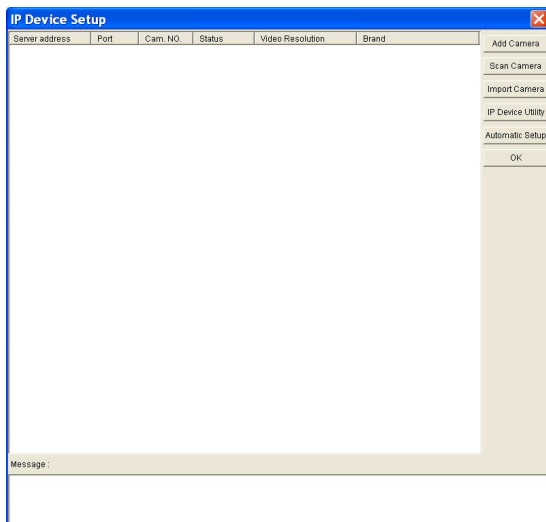 IP Device Setup
Server address Port Cam. NO. Status Video Resolution Brand
Add Camera
Scan Camera
Import Camera
IP Device Utility
Automatic Setup
OK
Message :